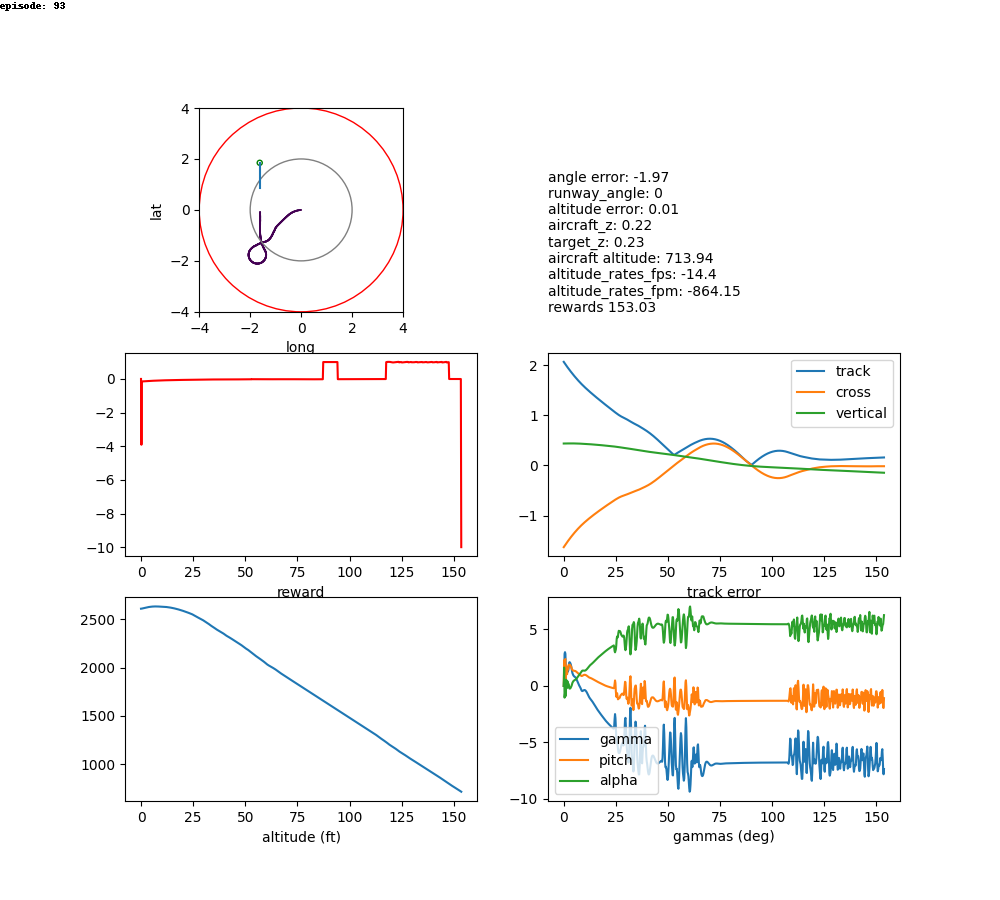 episode: 93
4
2
0
−2
−4
lat
−4 −2 0 2 4
long
angle error: -1.97
runway_angle: 0
altitude error: 0.01
aircraft_z: 0.22
target_z: 0.23
aircraft altitude: 713.94
altitude_rates_fps: -14.4
altitude_rates_fpm: -864.15
rewards 153.03
0
−2
−4
−6
−8
−10
0 25 50 75 100 125 150
reward
2
1
0
−1
track
cross
vertical
0 25 50 75 100 125 150
track error
2500
2000
1500
1000
0 25 50 75 100 125 150
altitude (ft)
5
0
−5
−10
gamma
pitch
alpha
0 25 50 75 100 125 150
gammas (deg)